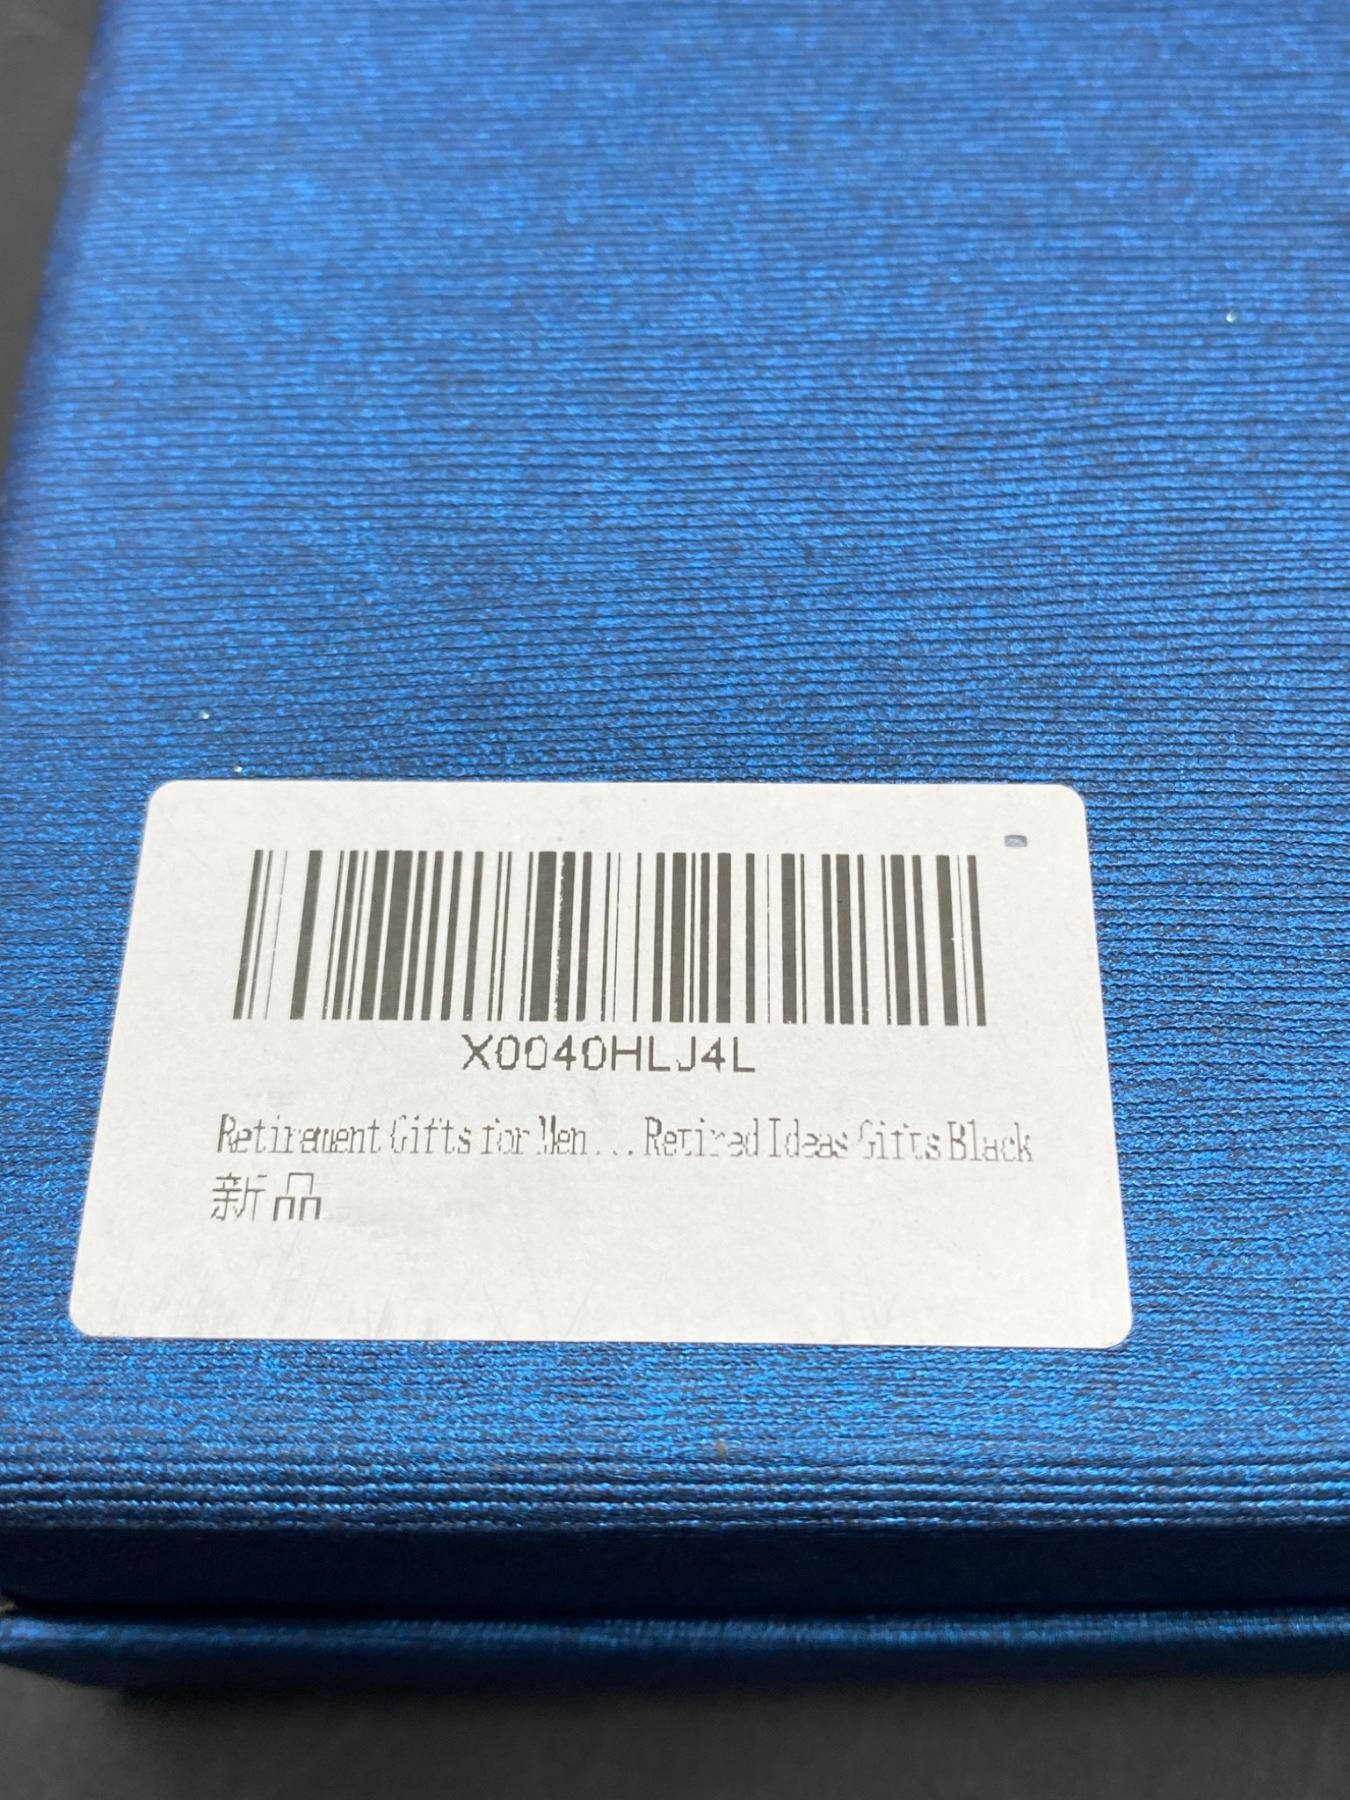 X0040HLJ4L
Retirement Gifts for Men...Retired Ideas Gifts Black
新品